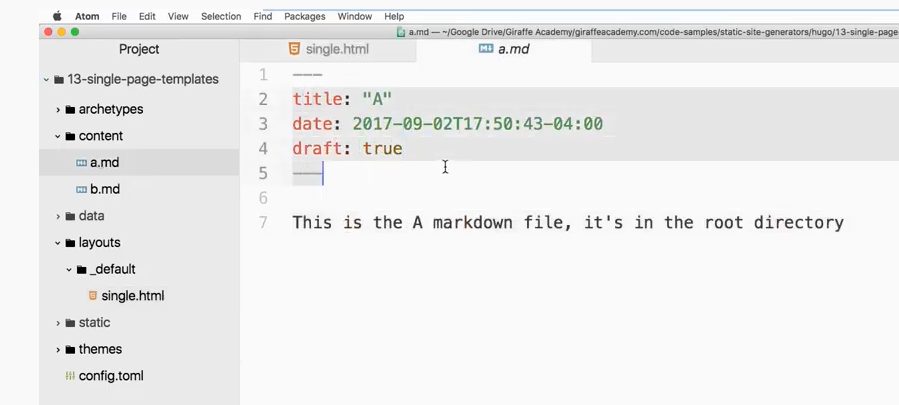 Atom File Edit View Selection Find Packages Window Help
a.md — ~/Google Drive/Giraffe Academy/giraffeacademy.com/code-samples/static-site-generators/hugo/13-single-page
Project
single.html
a.md
13-single-page-templates
archetypes
content
a.md
b.md
data
layouts
_default
single.html
static
themes
config.toml
1 ---
2 title: "A"
3 date: 2017-09-02T17:50:43-04:00
4 draft: true
5 ---
6
7 This is the A markdown file, it's in the root directory